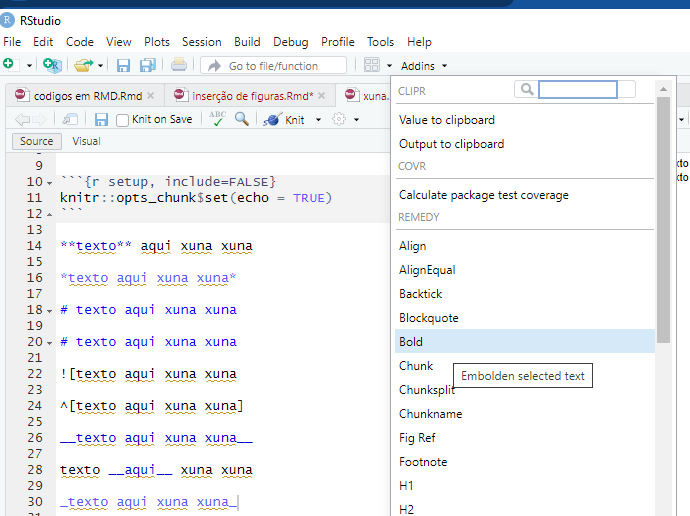 RStudio
File Edit Code View Plots Session Build Debug Profile Tools Help
Go to file/function Addins
codigos em RMD.Rmd inserção de figuras.Rmd* xuna.
Knit on Save ABC Knit
Source Visual
9
10 ```{r setup, include=FALSE}
11 knitr::opts_chunk$set(echo = TRUE)
12 ```
13
14 **texto** aqui xuna xuna
15
16 *texto aqui xuna xuna*
17
18 # texto aqui xuna xuna
19
20 # texto aqui xuna xuna
21
22 ![texto aqui xuna xuna
23
24 ^[texto aqui xuna xuna]
25
26 __texto aqui xuna xuna__
27
28 texto __aqui__ xuna xuna
29
30 _texto aqui xuna xuna_
CLIPR
Value to clipboard
Output to clipboard
COVR
Calculate package test coverage
REMEDY
Align
AlignEqual
Backtick
Blockquote
Bold
Chunk
Embolden selected text
Chunksplit
Chunkname
Fig Ref
Footnote
H1
H2